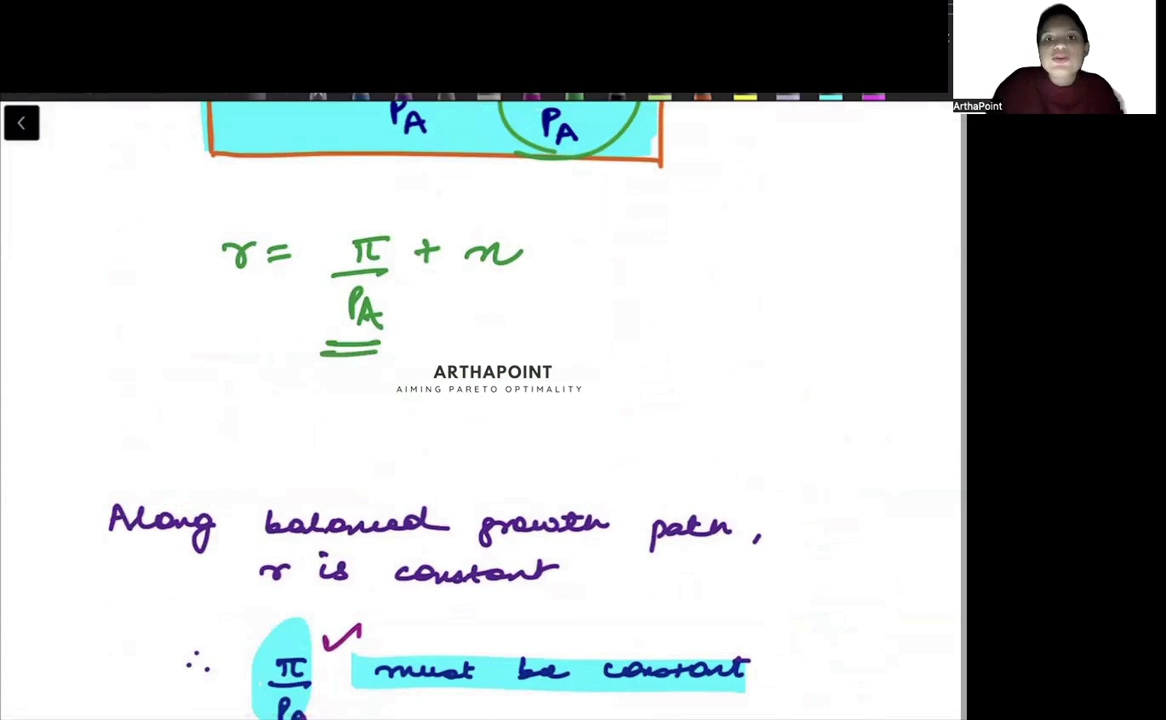 ArthaPoint
PA PA
r = π/PA + n
ARTHAPOINT
AIMING PARETO OPTIMALITY
Along balanced growth path,
r is constant
∴ π/PA ✓ must be constant